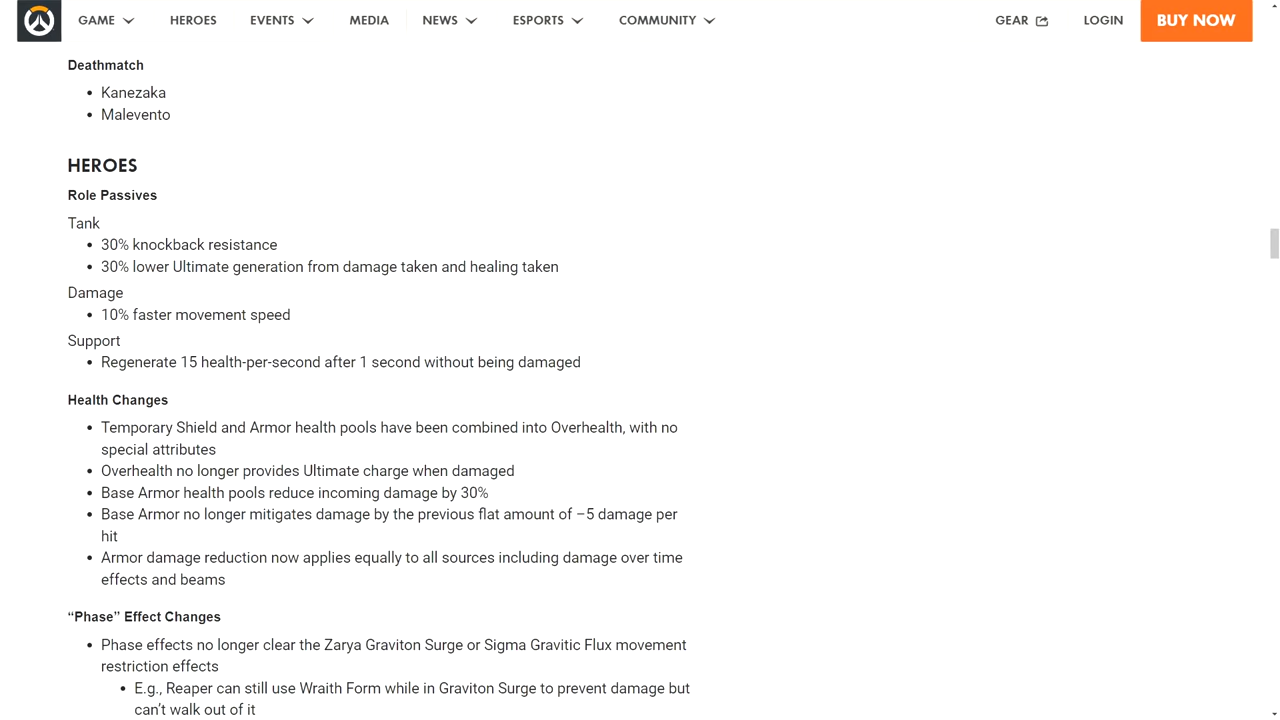 GAME HEROES EVENTS MEDIA NEWS ESPORTS COMMUNITY GEAR LOGIN BUY NOW
Deathmatch
• Kanezaka
• Malevento
HEROES
Role Passives
Tank
• 30% knockback resistance
• 30% lower Ultimate generation from damage taken and healing taken
Damage
• 10% faster movement speed
Support
• Regenerate 15 health-per-second after 1 second without being damaged
Health Changes
• Temporary Shield and Armor health pools have been combined into Overhealth, with no
special attributes
• Overhealth no longer provides Ultimate charge when damaged
• Base Armor health pools reduce incoming damage by 30%
• Base Armor no longer mitigates damage by the previous flat amount of –5 damage per
hit
• Armor damage reduction now applies equally to all sources including damage over time
effects and beams
“Phase” Effect Changes
• Phase effects no longer clear the Zarya Graviton Surge or Sigma Gravitic Flux movement
restriction effects
• E.g., Reaper can still use Wraith Form while in Graviton Surge to prevent damage but
can’t walk out of it